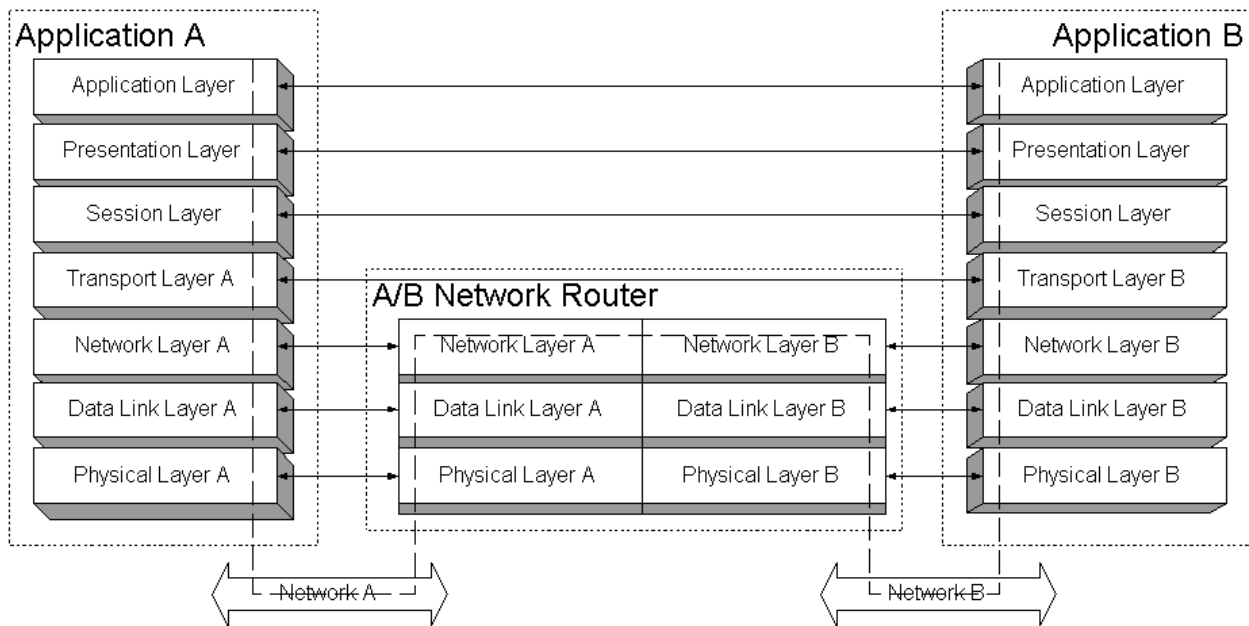 Application A
Application B
Application Layer
Application Layer
Presentation Layer
Presentation Layer
Session Layer
Session Layer
Transport Layer A
Transport Layer B
A/B Network Router
Network Layer A
Network Layer A
Network Layer B
Network Layer B
Data Link Layer A
Data Link Layer A
Data Link Layer B
Data Link Layer B
Physical Layer A
Physical Layer A
Physical Layer B
Physical Layer B
Network A
Network B